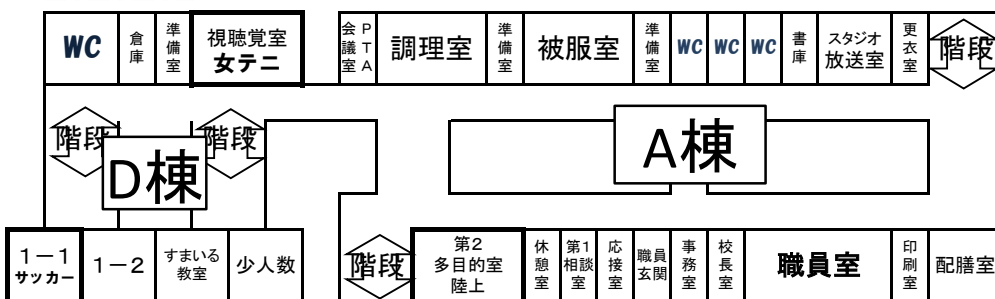 WC
倉庫
準備室
視聴覚室
女テニ
PTA
会議室
調理室
準備室
被服室
準備室
WC
WC
WC
書庫
スタジオ
放送室
更衣室
階段
階段
階段
D棟
A棟
1－1
サッカー
1－2
すまいる
教室
少人数
階段
第2
多目的室
陸上
休憩室
第1
相談室
応接室
職員
玄関
事務室
校長室
職員室
印刷室
配膳室